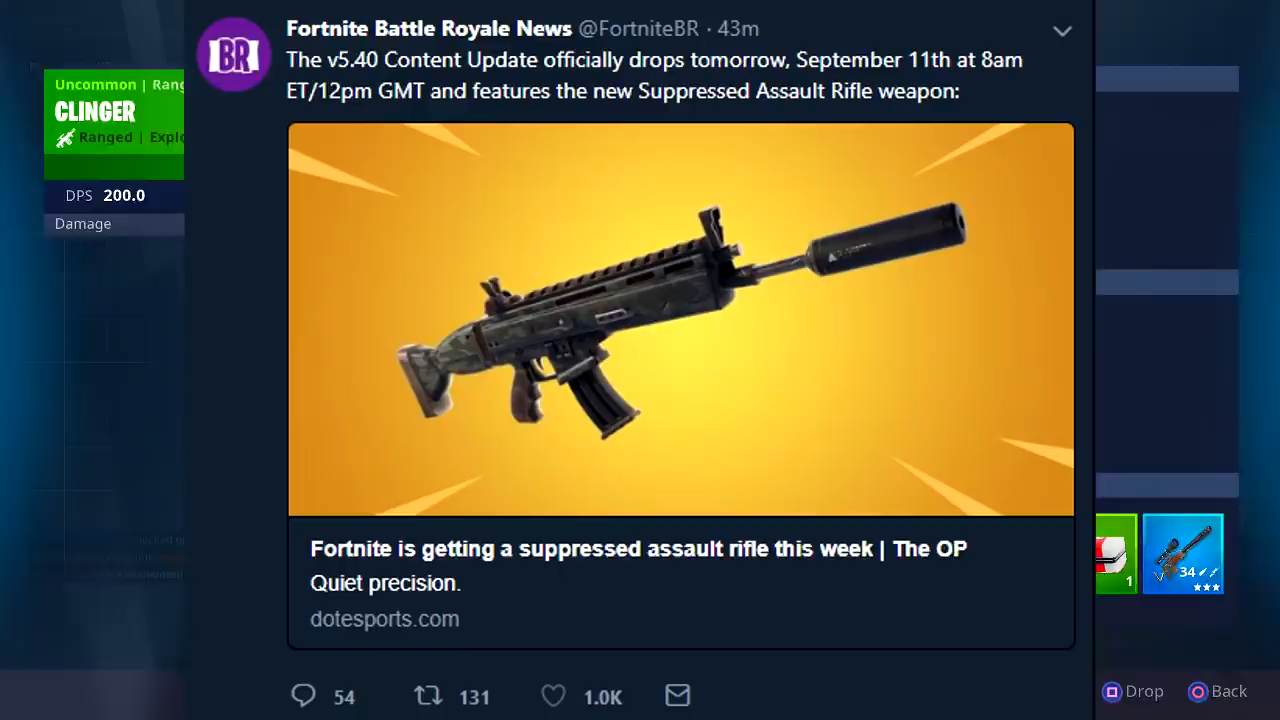 Fortnite Battle Royale News @FortniteBR · 43m
BR
The v5.40 Content Update officially drops tomorrow, September 11th at 8am
ET/12pm GMT and features the new Suppressed Assault Rifle weapon:
Uncommon | Rang
CLINGER
Ranged | Explo
DPS 200.0
Damage
Fortnite is getting a suppressed assault rifle this week | The OP
Quiet precision.
dotesports.com
1
34
54
131
1.0K
Drop
Back